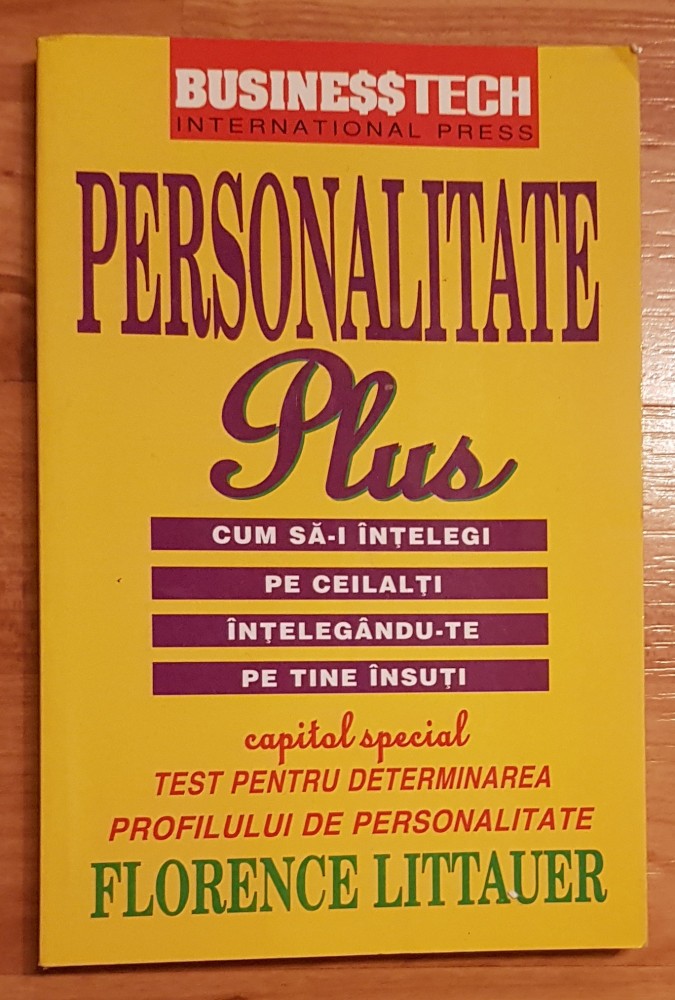 BUSINE$$TECH
INTERNATIONAL PRESS
PERSONALITATE
Plus
CUM SĂ-I ÎNȚELEGI
PE CEILALȚI
ÎNȚELEGÂNDU-TE
PE TINE ÎNSUȚI
capitol special
TEST PENTRU DETERMINAREA
PROFILULUI DE PERSONALITATE
FLORENCE LITTAUER